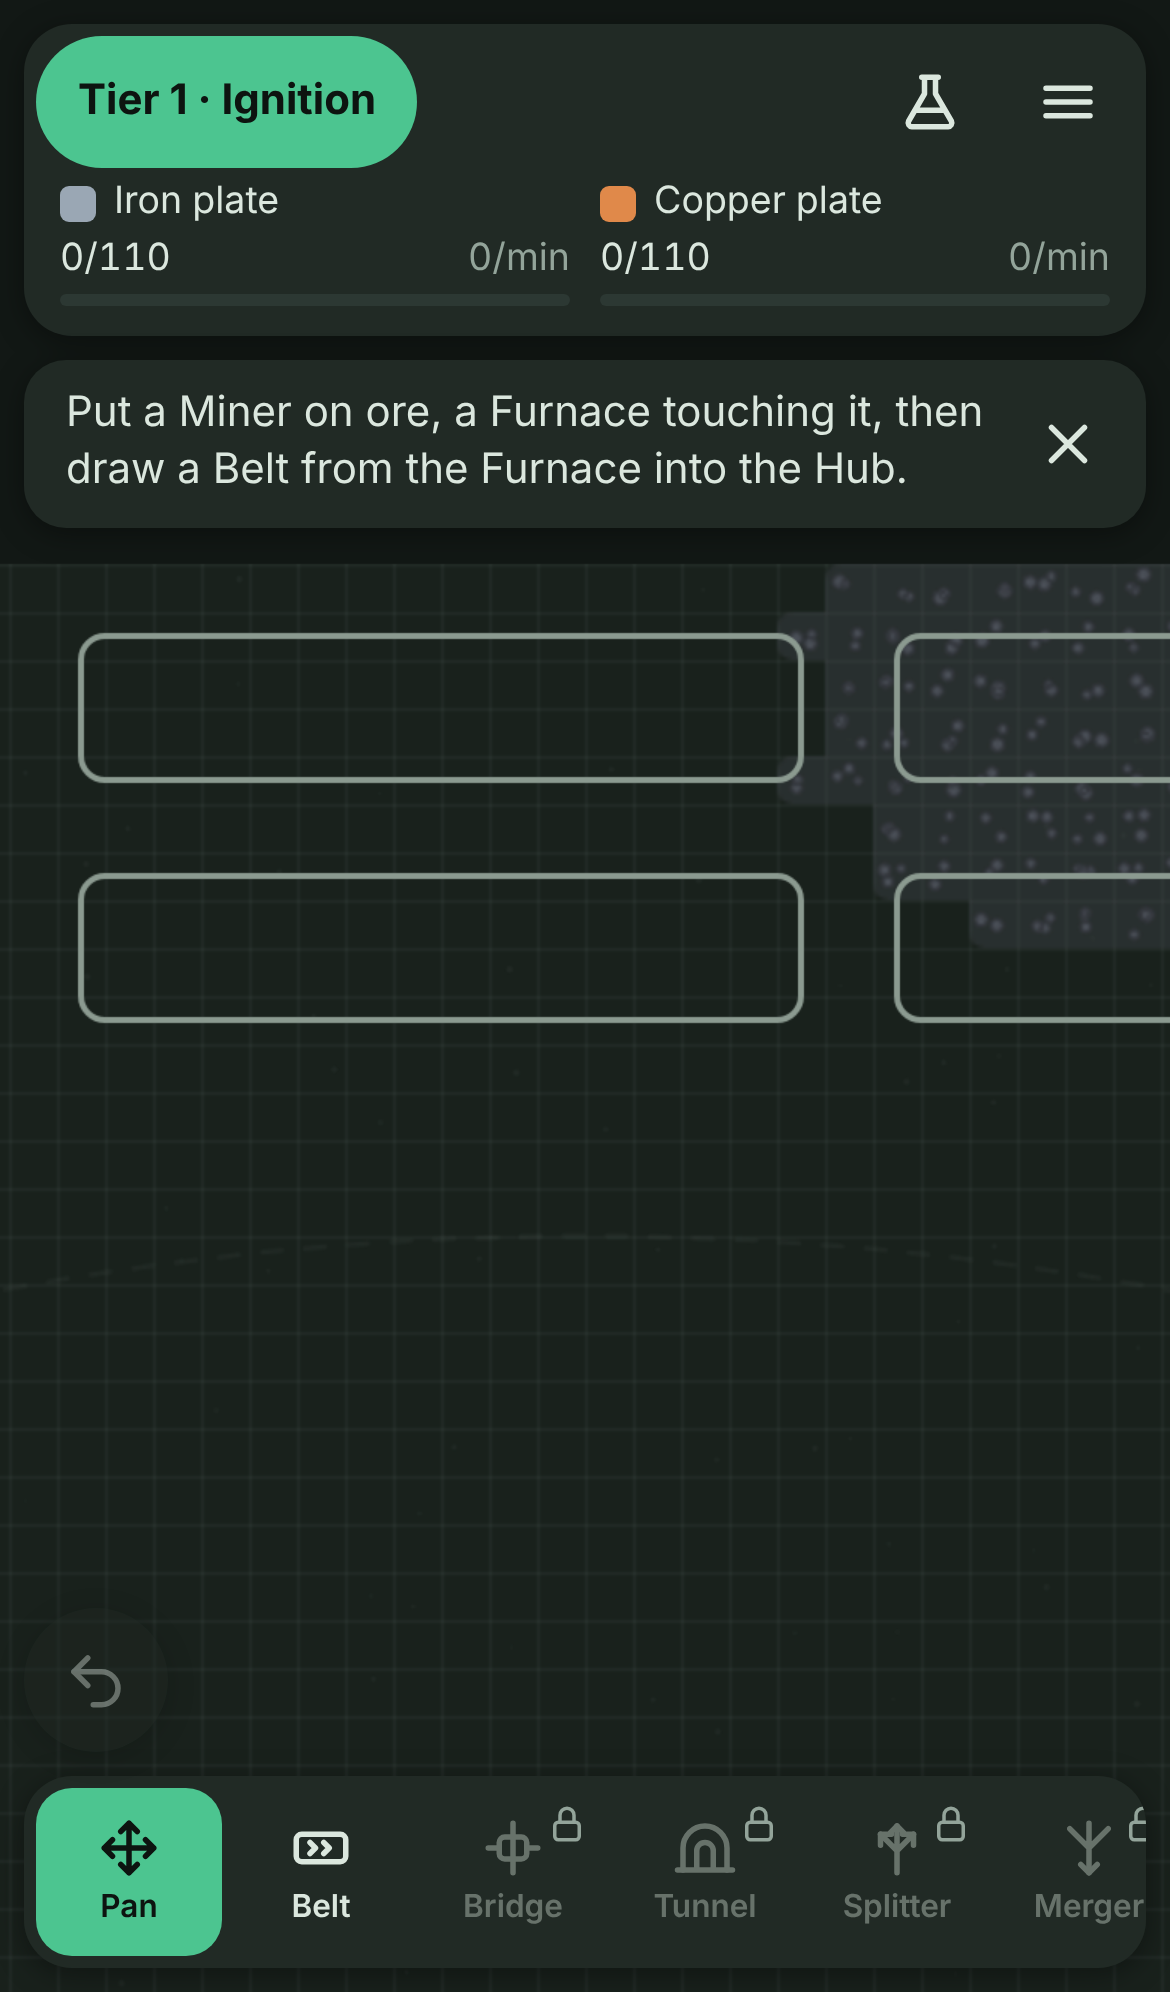 Tier 1 · Ignition
Iron plate
Copper plate
0/110
0/min
0/110
0/min
Put a Miner on ore, a Furnace touching it, then
draw a Belt from the Furnace into the Hub.
Pan
Belt
Bridge
Tunnel
Splitter
Merger